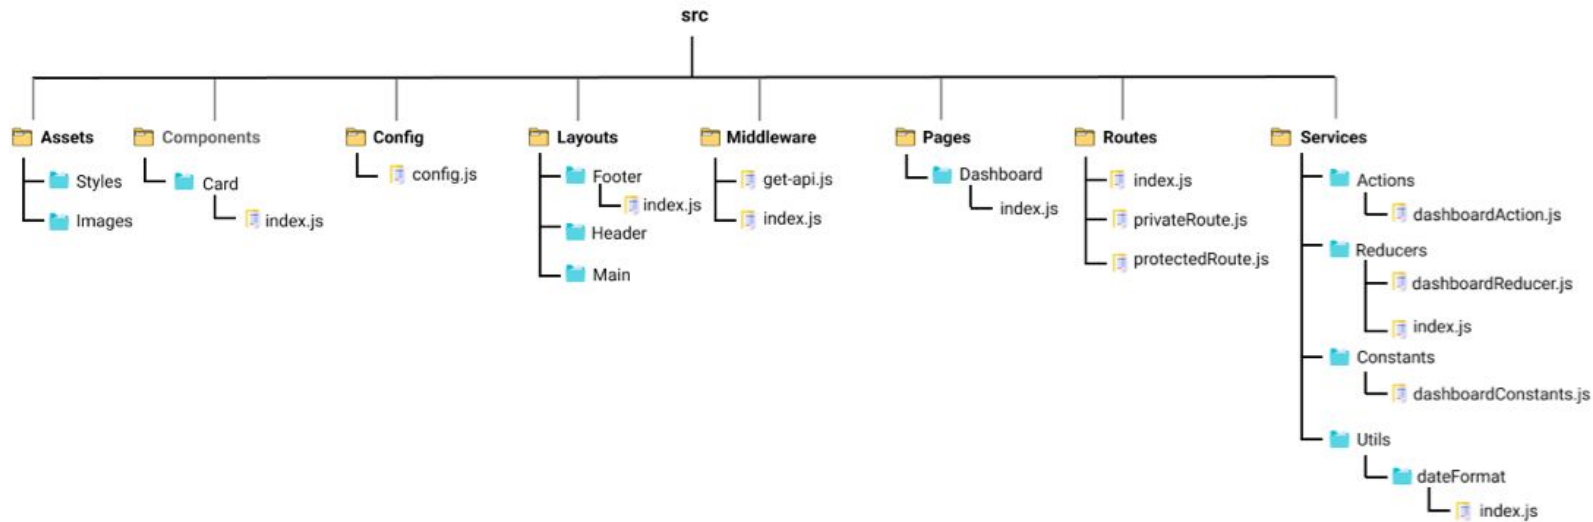 src
Assets
Styles
Images
Components
Card
index.js
Config
config.js
Layouts
Footer
index.js
Header
Main
Middleware
get-api.js
index.js
Pages
Dashboard
index.js
Routes
index.js
privateRoute.js
protectedRoute.js
Services
Actions
dashboardAction.js
Reducers
dashboardReducer.js
index.js
Constants
dashboardConstants.js
Utils
dateFormat
index.js